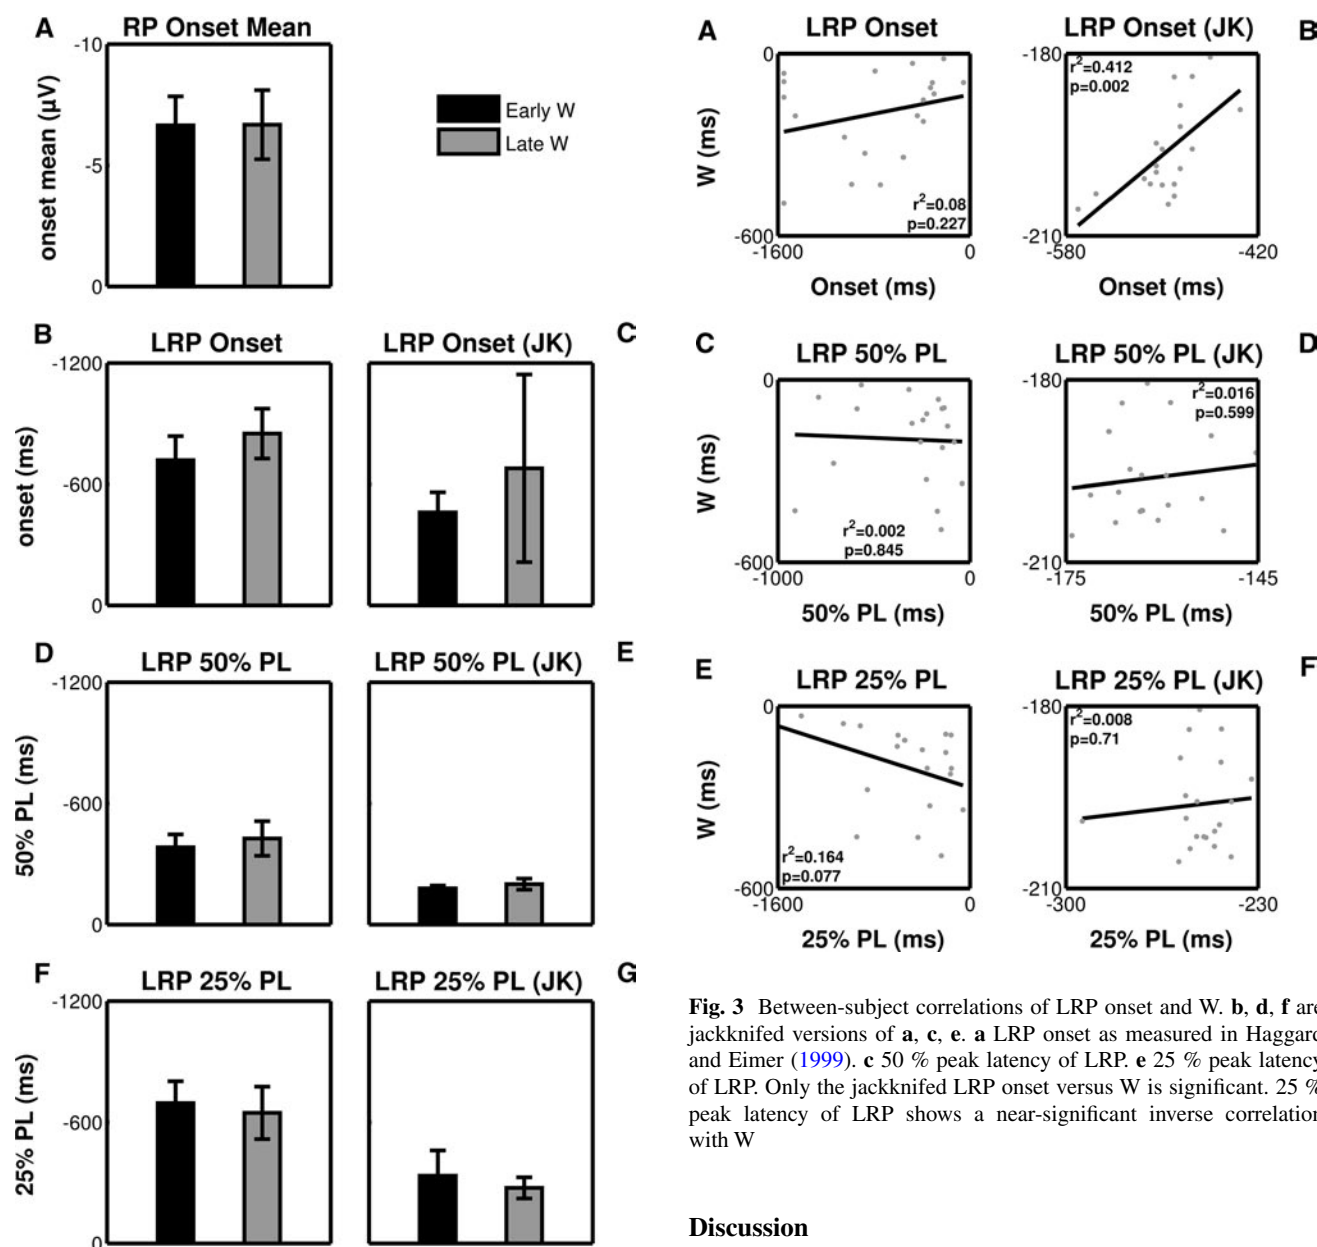 A
RP Onset Mean
-10
-5
0
onset mean (µV)
Early W
Late W
B
LRP Onset
-1200
-600
0
onset (ms)
LRP Onset (JK)
C
D
LRP 50% PL
-1200
-600
0
50% PL (ms)
LRP 50% PL (JK)
E
F
LRP 25% PL
-1200
-600
0
25% PL (ms)
LRP 25% PL (JK)
G
A
LRP Onset
0
-600
W (ms)
r²=0.08
p=0.227
-1600
0
Onset (ms)
LRP Onset (JK)
B
-180
r²=0.412
p=0.002
-210
-580
-420
Onset (ms)
C
LRP 50% PL
0
-600
W (ms)
r²=0.002
p=0.845
-1000
0
50% PL (ms)
LRP 50% PL (JK)
D
-180
r²=0.016
p=0.599
-210
-175
-145
50% PL (ms)
E
LRP 25% PL
0
-600
W (ms)
r²=0.164
p=0.077
-1600
0
25% PL (ms)
LRP 25% PL (JK)
F
-180
r²=0.008
p=0.71
-210
-300
-230
25% PL (ms)
Fig. 3 Between-subject correlations of LRP onset and W. b, d, f are
jackknifed versions of a, c, e. a LRP onset as measured in Haggard
and Eimer (1999). c 50 % peak latency of LRP. e 25 % peak latency
of LRP. Only the jackknifed LRP onset versus W is significant. 25 %
peak latency of LRP shows a near-significant inverse correlation
with W
Discussion